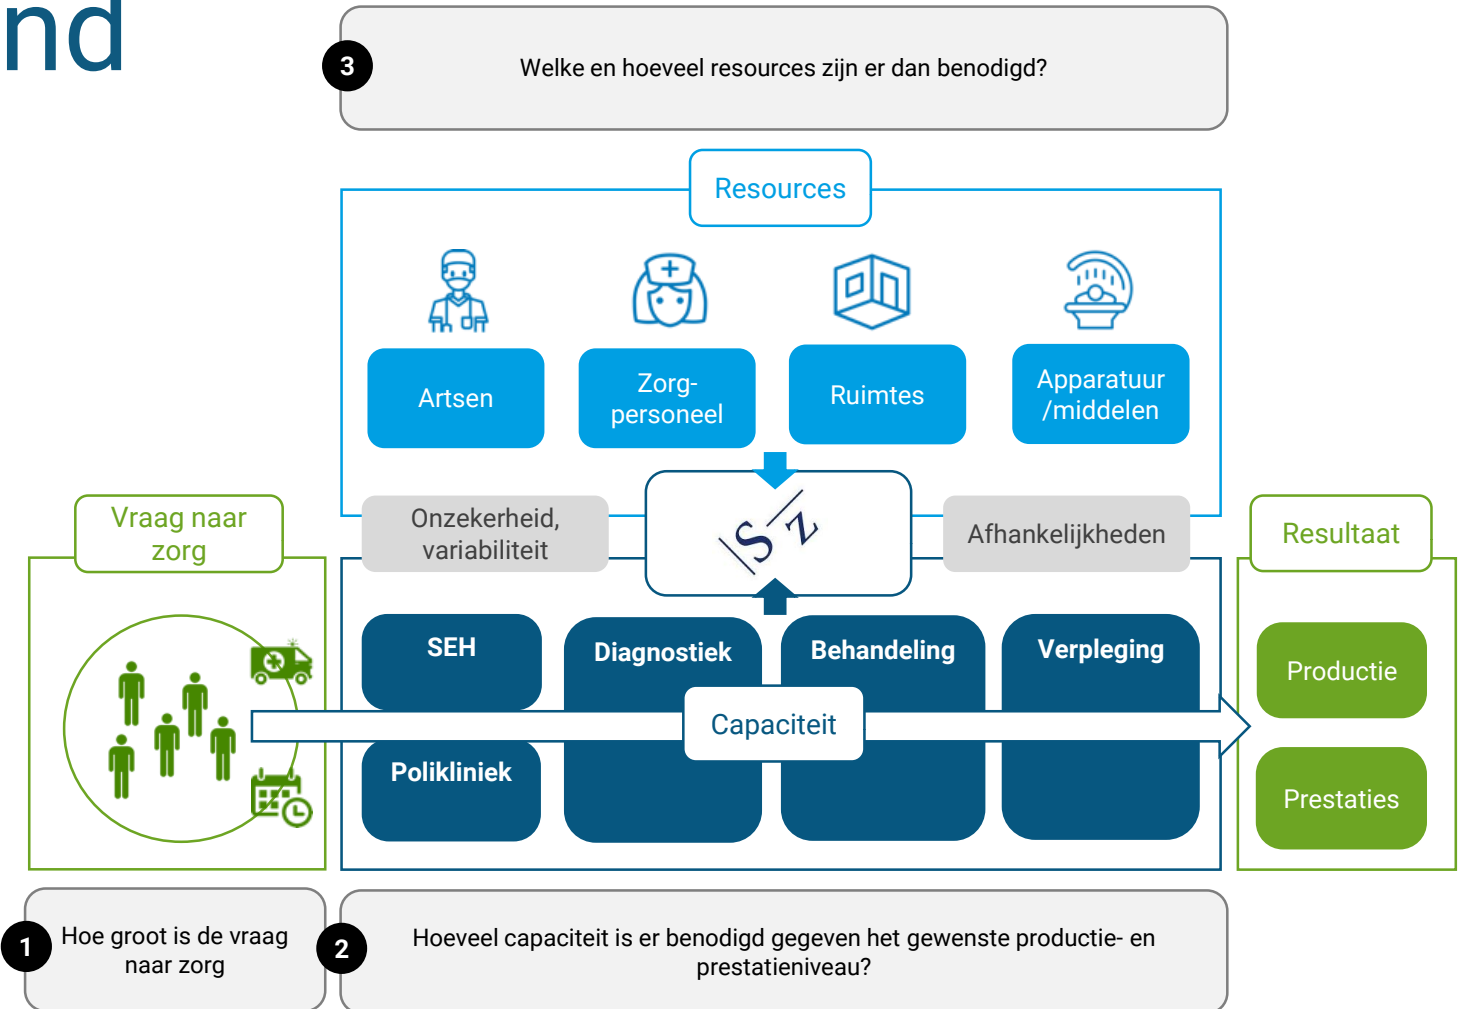 nd
3
Welke en hoeveel resources zijn er dan benodigd?
Resources
Artsen
Zorg-
personeel
Ruimtes
Apparatuur
/middelen
Vraag naar
zorg
Onzekerheid,
variabiliteit
S
z
Afhankelijkheden
Resultaat
SEH
Diagnostiek
Behandeling
Verpleging
Capaciteit
Polikliniek
Productie
Prestaties
1
Hoe groot is de vraag
naar zorg
2
Hoeveel capaciteit is er benodigd gegeven het gewenste productie- en
prestatieniveau?